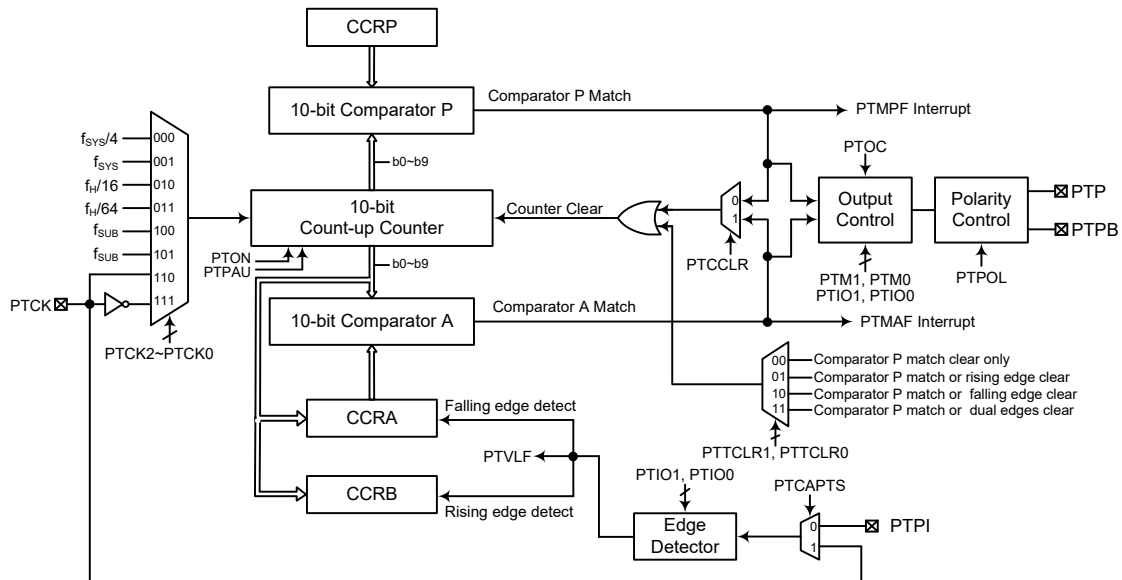 CCRP
10-bit Comparator P
Comparator P Match
PTMPF Interrupt
b0~b9
fSYS/4
000
fSYS
001
fH/16
010
fH/64
011
fSUB
100
fSUB
101
110
111
PTCK
PTCK2~PTCK0
10-bit
Count-up Counter
PTON
PTPAU
b0~b9
Counter Clear
0
1
PTCCLR
PTOC
Output
Control
PTM1, PTM0
PTIO1, PTIO0
Polarity
Control
PTPOL
PTP
PTPB
10-bit Comparator A
Comparator A Match
PTMAF Interrupt
00
Comparator P match clear only
01
Comparator P match or rising edge clear
10
Comparator P match or  falling edge clear
11
Comparator P match or  dual edges clear
PTTCLR1, PTTCLR0
CCRA
Falling edge detect
PTVLF
CCRB
Rising edge detect
PTIO1, PTIO0
Edge
Detector
PTCAPTS
0
1
PTPI